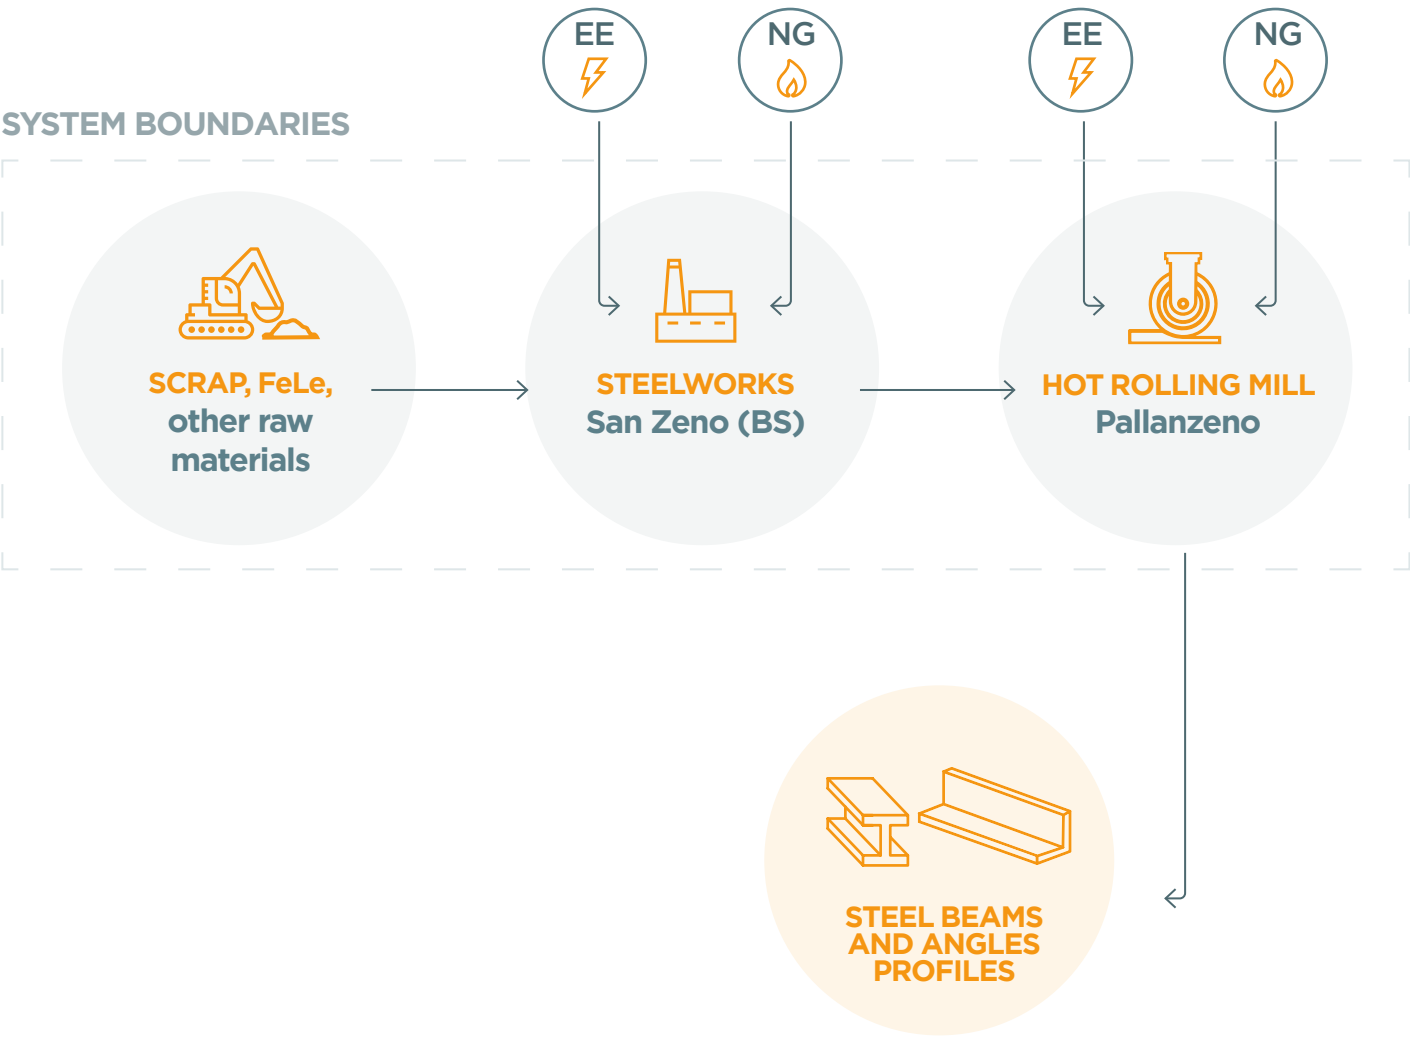 EE
NG
EE
NG
SYSTEM BOUNDARIES
SCRAP, FeLe,
other raw
materials
STEELWORKS
San Zeno (BS)
HOT ROLLING MILL
Pallanzeno
STEEL BEAMS
AND ANGLES
PROFILES